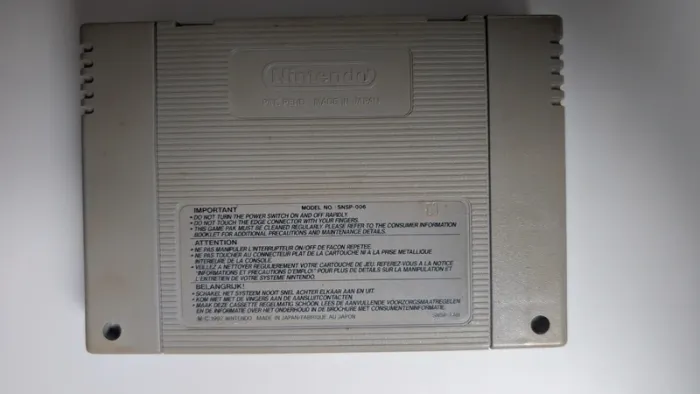 Nintendo
PAT. PEND. MADE IN JAPAN
IMPORTANT MODEL NO.: SNSP-006
• DO NOT TURN THE POWER SWITCH ON AND OFF RAPIDLY.
• DO NOT TOUCH THE EDGE CONNECTOR WITH YOUR FINGERS.
• THIS GAME PAK MUST BE CLEANED REGULARLY. PLEASE REFER TO THE CONSUMER INFORMATION
BOOKLET FOR ADDITIONAL PRECAUTIONS AND MAINTENANCE DETAILS.
ATTENTION
• NE PAS MANIPULER L'INTERRUPTEUR ON/OFF DE FACON REPETEE.
• NE PAS TOUCHER AU CONNECTEUR PLAT DE LA CARTOUCHE NI A LA PRISE METALLIQUE
INTERIEURE DE LA CONSOLE.
• VEUILLEZ NETTOYER REGULIEREMENT VOTRE CARTOUCHE DE JEU. REFEREZ-VOUS A LA NOTICE
"INFORMATIONS ET PRECAUTIONS D'EMPLOI" POUR PLUS DE DETAILS SUR LA MANIPULATION ET
L'ENTRETIEN DE VOTRE SYSTEME NINTENDO.
BELANGRIJK!
• SCHAKEL HET SYSTEEM NOOIT SNEL ACHTER ELKAAR AAN EN UIT.
• KOM NIET MET DE VINGERS AAN DE AANSLUITCONTACTEN.
• MAAK DEZE CASSETTE REGELMATIG SCHOON. LEES DE AANVULLENDE VOORZORGSMAATREGELEN
EN DE INFORMATIE OVER HET ONDERHOUD IN DE BROCHURE MET CONSUMENTENINFORMATIE.
MADE IN JAPAN/FABRIQUE AU JAPON